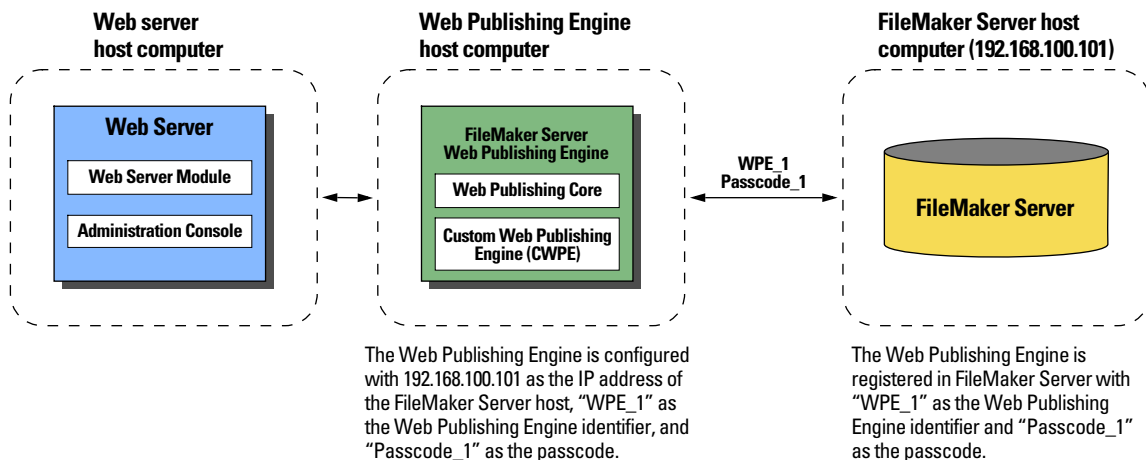 Web server
host computer
Web Publishing Engine
host computer
FileMaker Server host
computer (192.168.100.101)
Web Server
Web Server Module
Administration Console
FileMaker Server
Web Publishing Engine
Web Publishing Core
Custom Web Publishing
Engine (CWPE)
WPE_1
Passcode_1
FileMaker Server
The Web Publishing Engine is configured
with 192.168.100.101 as the IP address of
the FileMaker Server host, “WPE_1” as
the Web Publishing Engine identifier, and
“Passcode_1” as the passcode.
The Web Publishing Engine is
registered in FileMaker Server with
“WPE_1” as the Web Publishing
Engine identifier and “Passcode_1”
as the passcode.